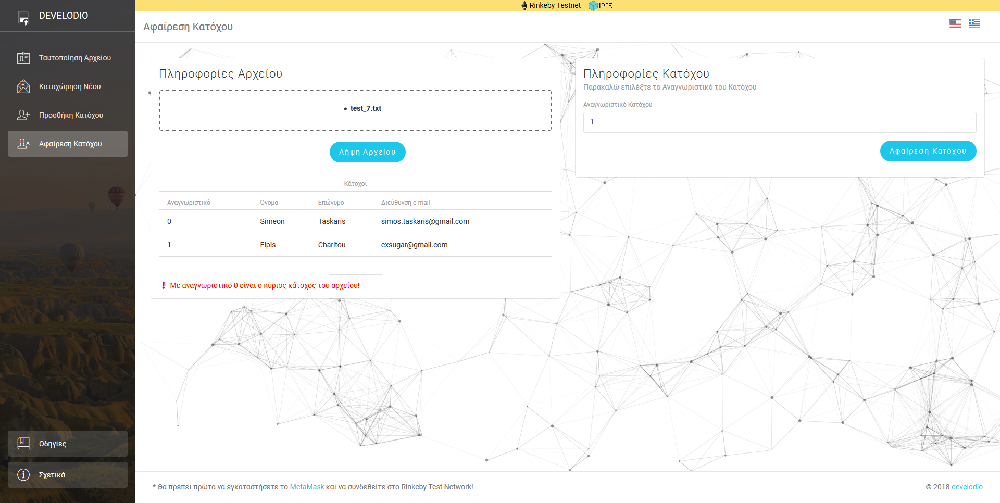 Rinkeby Testnet IPFS
DEVELODIO
Αφαίρεση Κατόχου
Ταυτοποίηση Αρχείου
Καταχώρηση Νέου
Προσθήκη Κατόχου
Αφαίρεση Κατόχου
Πληροφορίες Αρχείου
test_7.txt
Λήψη Αρχείου
Κάτοχοι
Αναγνωριστικό Όνομα Επώνυμο Διεύθυνση e-mail
0 Simeon Taskaris simos.taskaris@gmail.com
1 Elpis Charitou exsugar@gmail.com
! Με αναγνωριστικό 0 είναι ο κύριος κάτοχος του αρχείου!
Πληροφορίες Κατόχου
Παρακαλώ επιλέξτε το Αναγνωριστικό του Κατόχου
Αναγνωριστικό Κατόχου
1
Αφαίρεση Κατόχου
Οδηγίες
Σχετικά
* Θα πρέπει πρώτα να εγκαταστήσετε το MetaMask και να συνδεθείτε στο Rinkeby Test Network!
© 2018 develodio